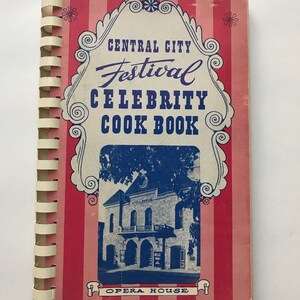 CENTRAL CITY
Festival
CELEBRITY
COOK BOOK
OPERA HOUSE